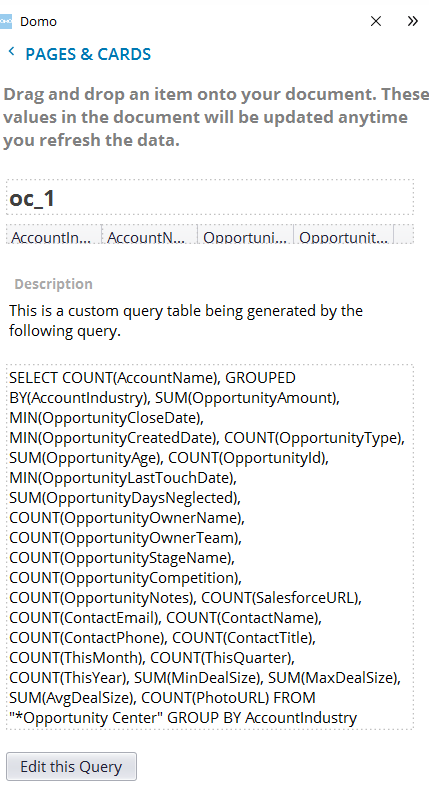 DOMO Domo
PAGES & CARDS
Drag and drop an item onto your document. These
values in the document will be updated anytime
you refresh the data.
oc_1
AccountIn... AccountN... Opportuni... Opportunit...
Description
This is a custom query table being generated by the
following query.
SELECT COUNT(AccountName), GROUPED
BY(AccountIndustry), SUM(OpportunityAmount),
MIN(OpportunityCloseDate),
MIN(OpportunityCreatedDate), COUNT(OpportunityType),
SUM(OpportunityAge), COUNT(OpportunityId),
MIN(OpportunityLastTouchDate),
SUM(OpportunityDaysNeglected),
COUNT(OpportunityOwnerName),
COUNT(OpportunityOwnerTeam),
COUNT(OpportunityStageName),
COUNT(OpportunityCompetition),
COUNT(OpportunityNotes), COUNT(SalesforceURL),
COUNT(ContactEmail), COUNT(ContactName),
COUNT(ContactPhone), COUNT(ContactTitle),
COUNT(ThisMonth), COUNT(ThisQuarter),
COUNT(ThisYear), SUM(MinDealSize), SUM(MaxDealSize),
SUM(AvgDealSize), COUNT(PhotoURL) FROM
"*Opportunity Center" GROUP BY AccountIndustry
Edit this Query